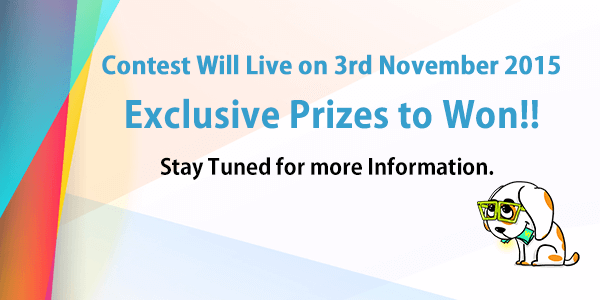 Contest Will Live on 3rd November 2015
Exclusive Prizes to Won!!
Stay Tuned for more Information.